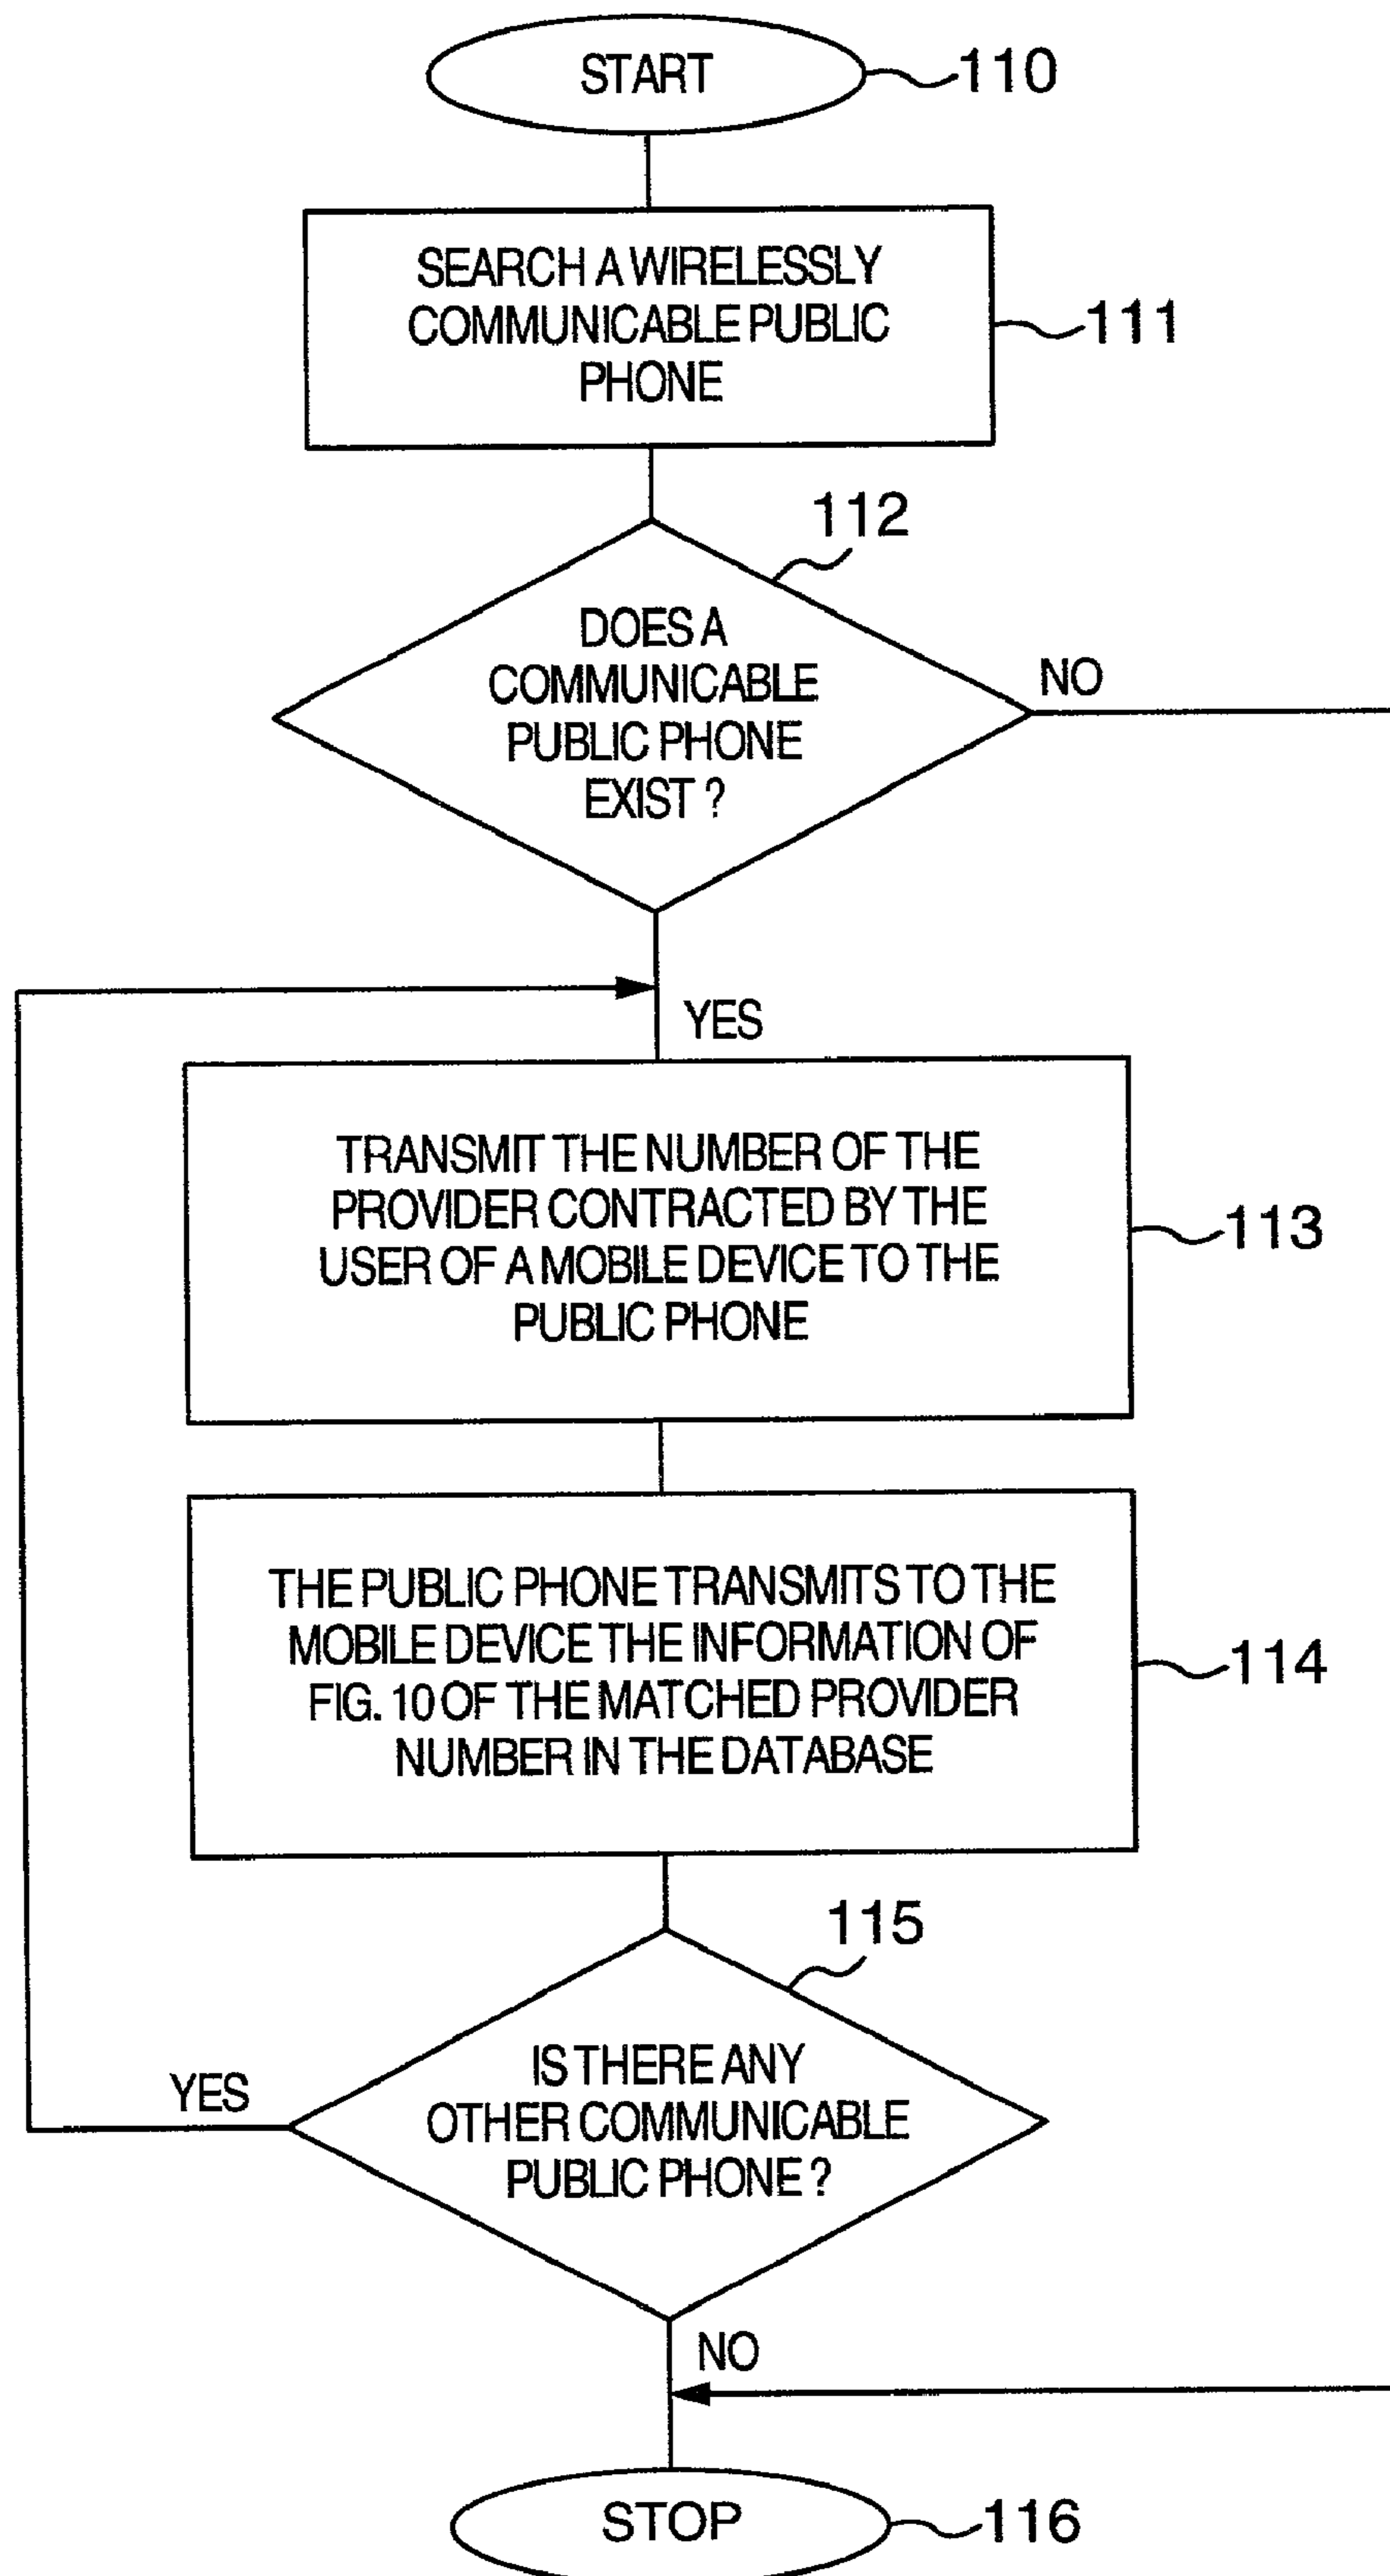 START
110
SEARCH A WIRELESSLY
COMMUNICABLE PUBLIC
PHONE
111
112
DOES A
COMMUNICABLE
PUBLIC PHONE
EXIST ?
NO
YES
TRANSMIT THE NUMBER OF THE
PROVIDER CONTRACTED BY THE
USER OF A MOBILE DEVICE TO THE
PUBLIC PHONE
113
THE PUBLIC PHONE TRANSMITS TO THE
MOBILE DEVICE THE INFORMATION OF
FIG. 10 OF THE MATCHED PROVIDER
NUMBER IN THE DATABASE
114
115
IS THERE ANY
OTHER COMMUNICABLE
PUBLIC PHONE ?
YES
NO
STOP
116